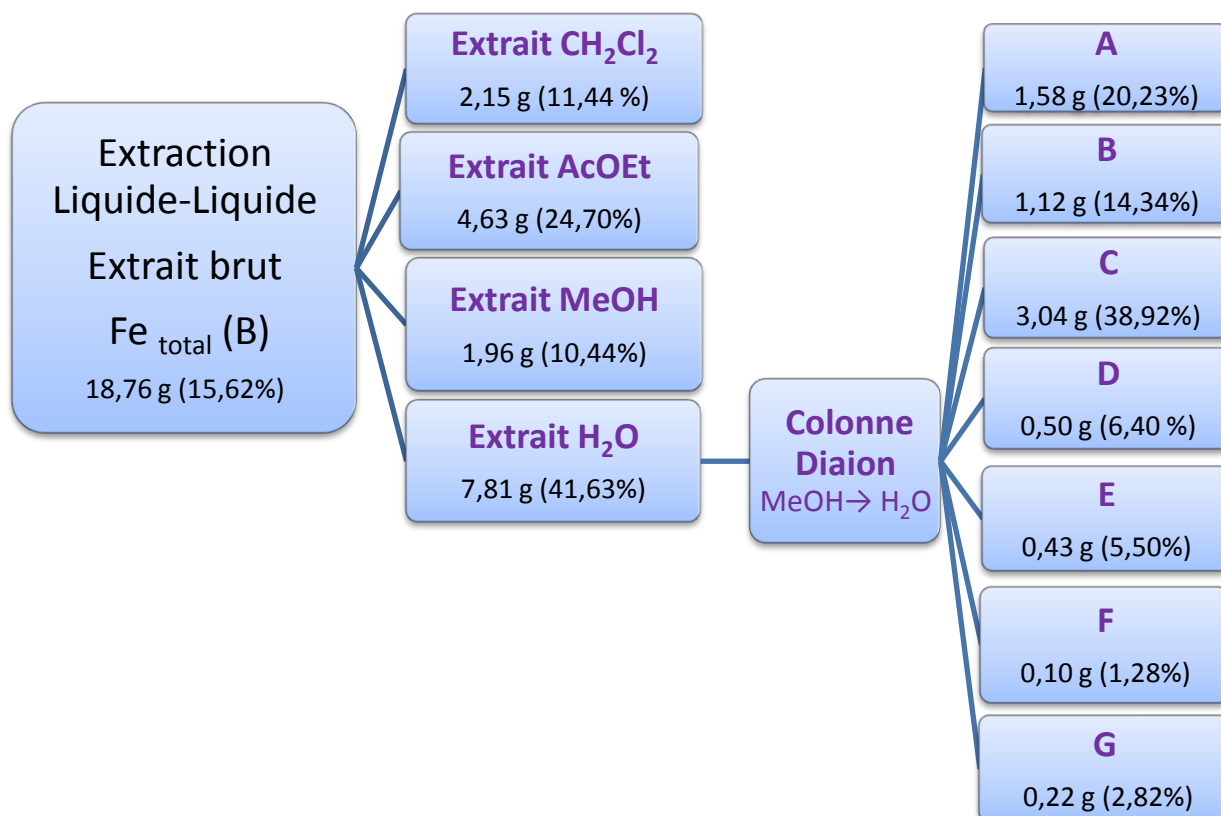 Extraction
Liquide-Liquide
Extrait brut
Fe total (B)
18,76 g (15,62%)
Extrait CH₂Cl₂
2,15 g (11,44 %)
Extrait AcOEt
4,63 g (24,70%)
Extrait MeOH
1,96 g (10,44%)
Extrait H₂O
7,81 g (41,63%)
Colonne
Diaion
MeOH→ H₂O
A
1,58 g (20,23%)
B
1,12 g (14,34%)
C
3,04 g (38,92%)
D
0,50 g (6,40 %)
E
0,43 g (5,50%)
F
0,10 g (1,28%)
G
0,22 g (2,82%)